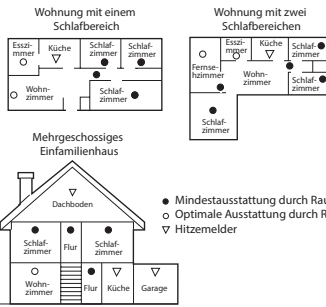 Wohnung mit einem
Schlafbereich
Esszi-
mmer
Küche
Schlaf-
zimmer
Schlaf-
zimmer
Wohn-
zimmer
Schlaf-
zimmer
Wohnung mit zwei
Schlafbereichen
Esszi-
mmer
Küche
Schlaf-
zimmer
Fernse-
hzimmer
Wohn-
zimmer
Schlaf-
zimmer
Schlaf-
zimmer
Mehrgeschossiges
Einfamilienhaus
Dachboden
Schlaf-
zimmer
Flur
Schlaf-
zimmer
Wohn-
zimmer
Flur
Küche
Garage
Mindestausstattung durch
Optimale Ausstattung durch
Hitzemelder